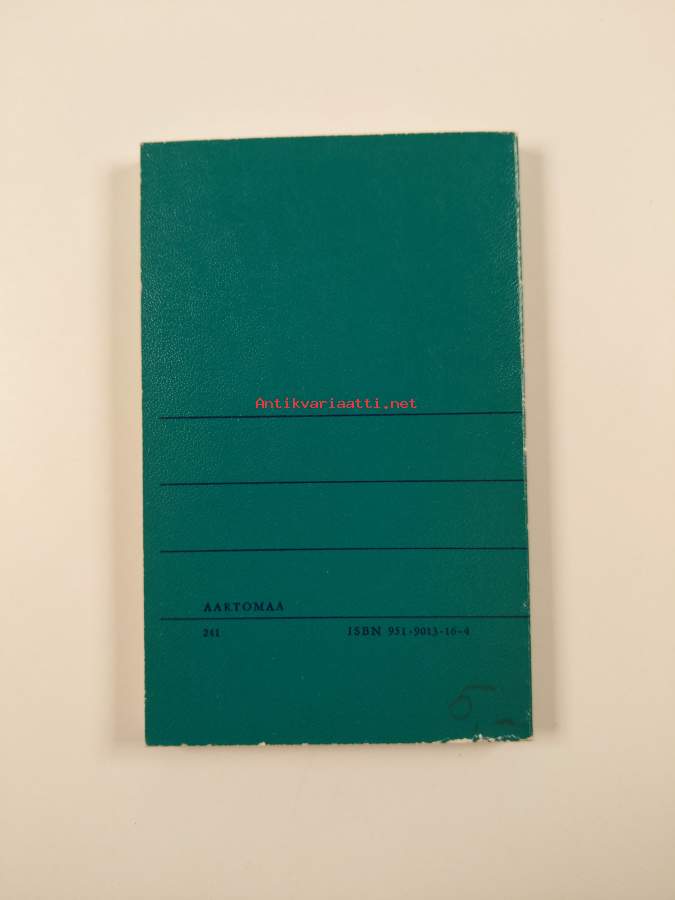 Antikvariaatti.net
AARTOMAA
241 ISBN 951-9013-16-4
5,-